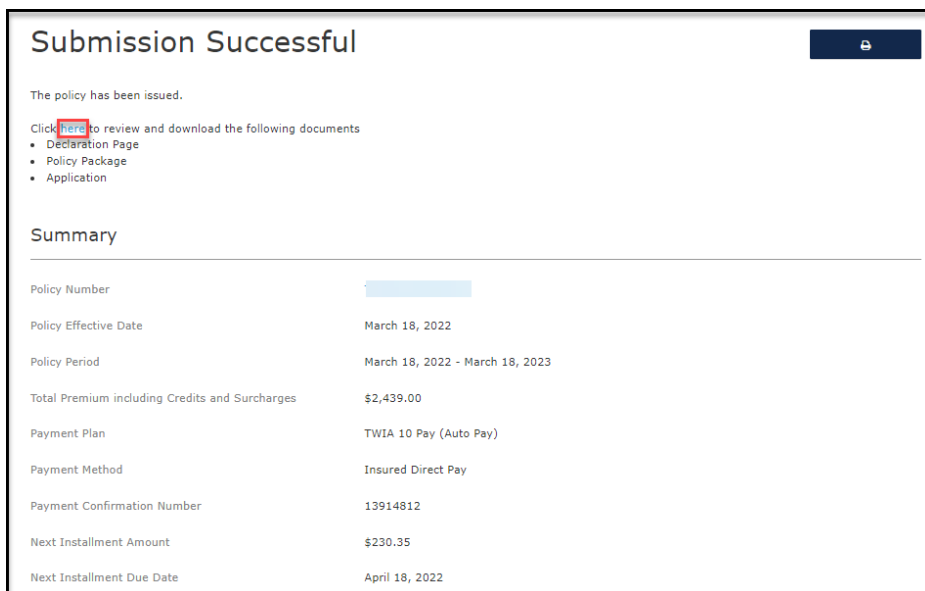 Submission Successful
The policy has been issued.
Click here to review and download the following documents
• Declaration Page
• Policy Package
• Application
Summary
Policy Number
Policy Effective Date March 18, 2022
Policy Period March 18, 2022 - March 18, 2023
Total Premium including Credits and Surcharges $2,439.00
Payment Plan TWIA 10 Pay (Auto Pay)
Payment Method Insured Direct Pay
Payment Confirmation Number 13914812
Next Installment Amount $230.35
Next Installment Due Date April 18, 2022